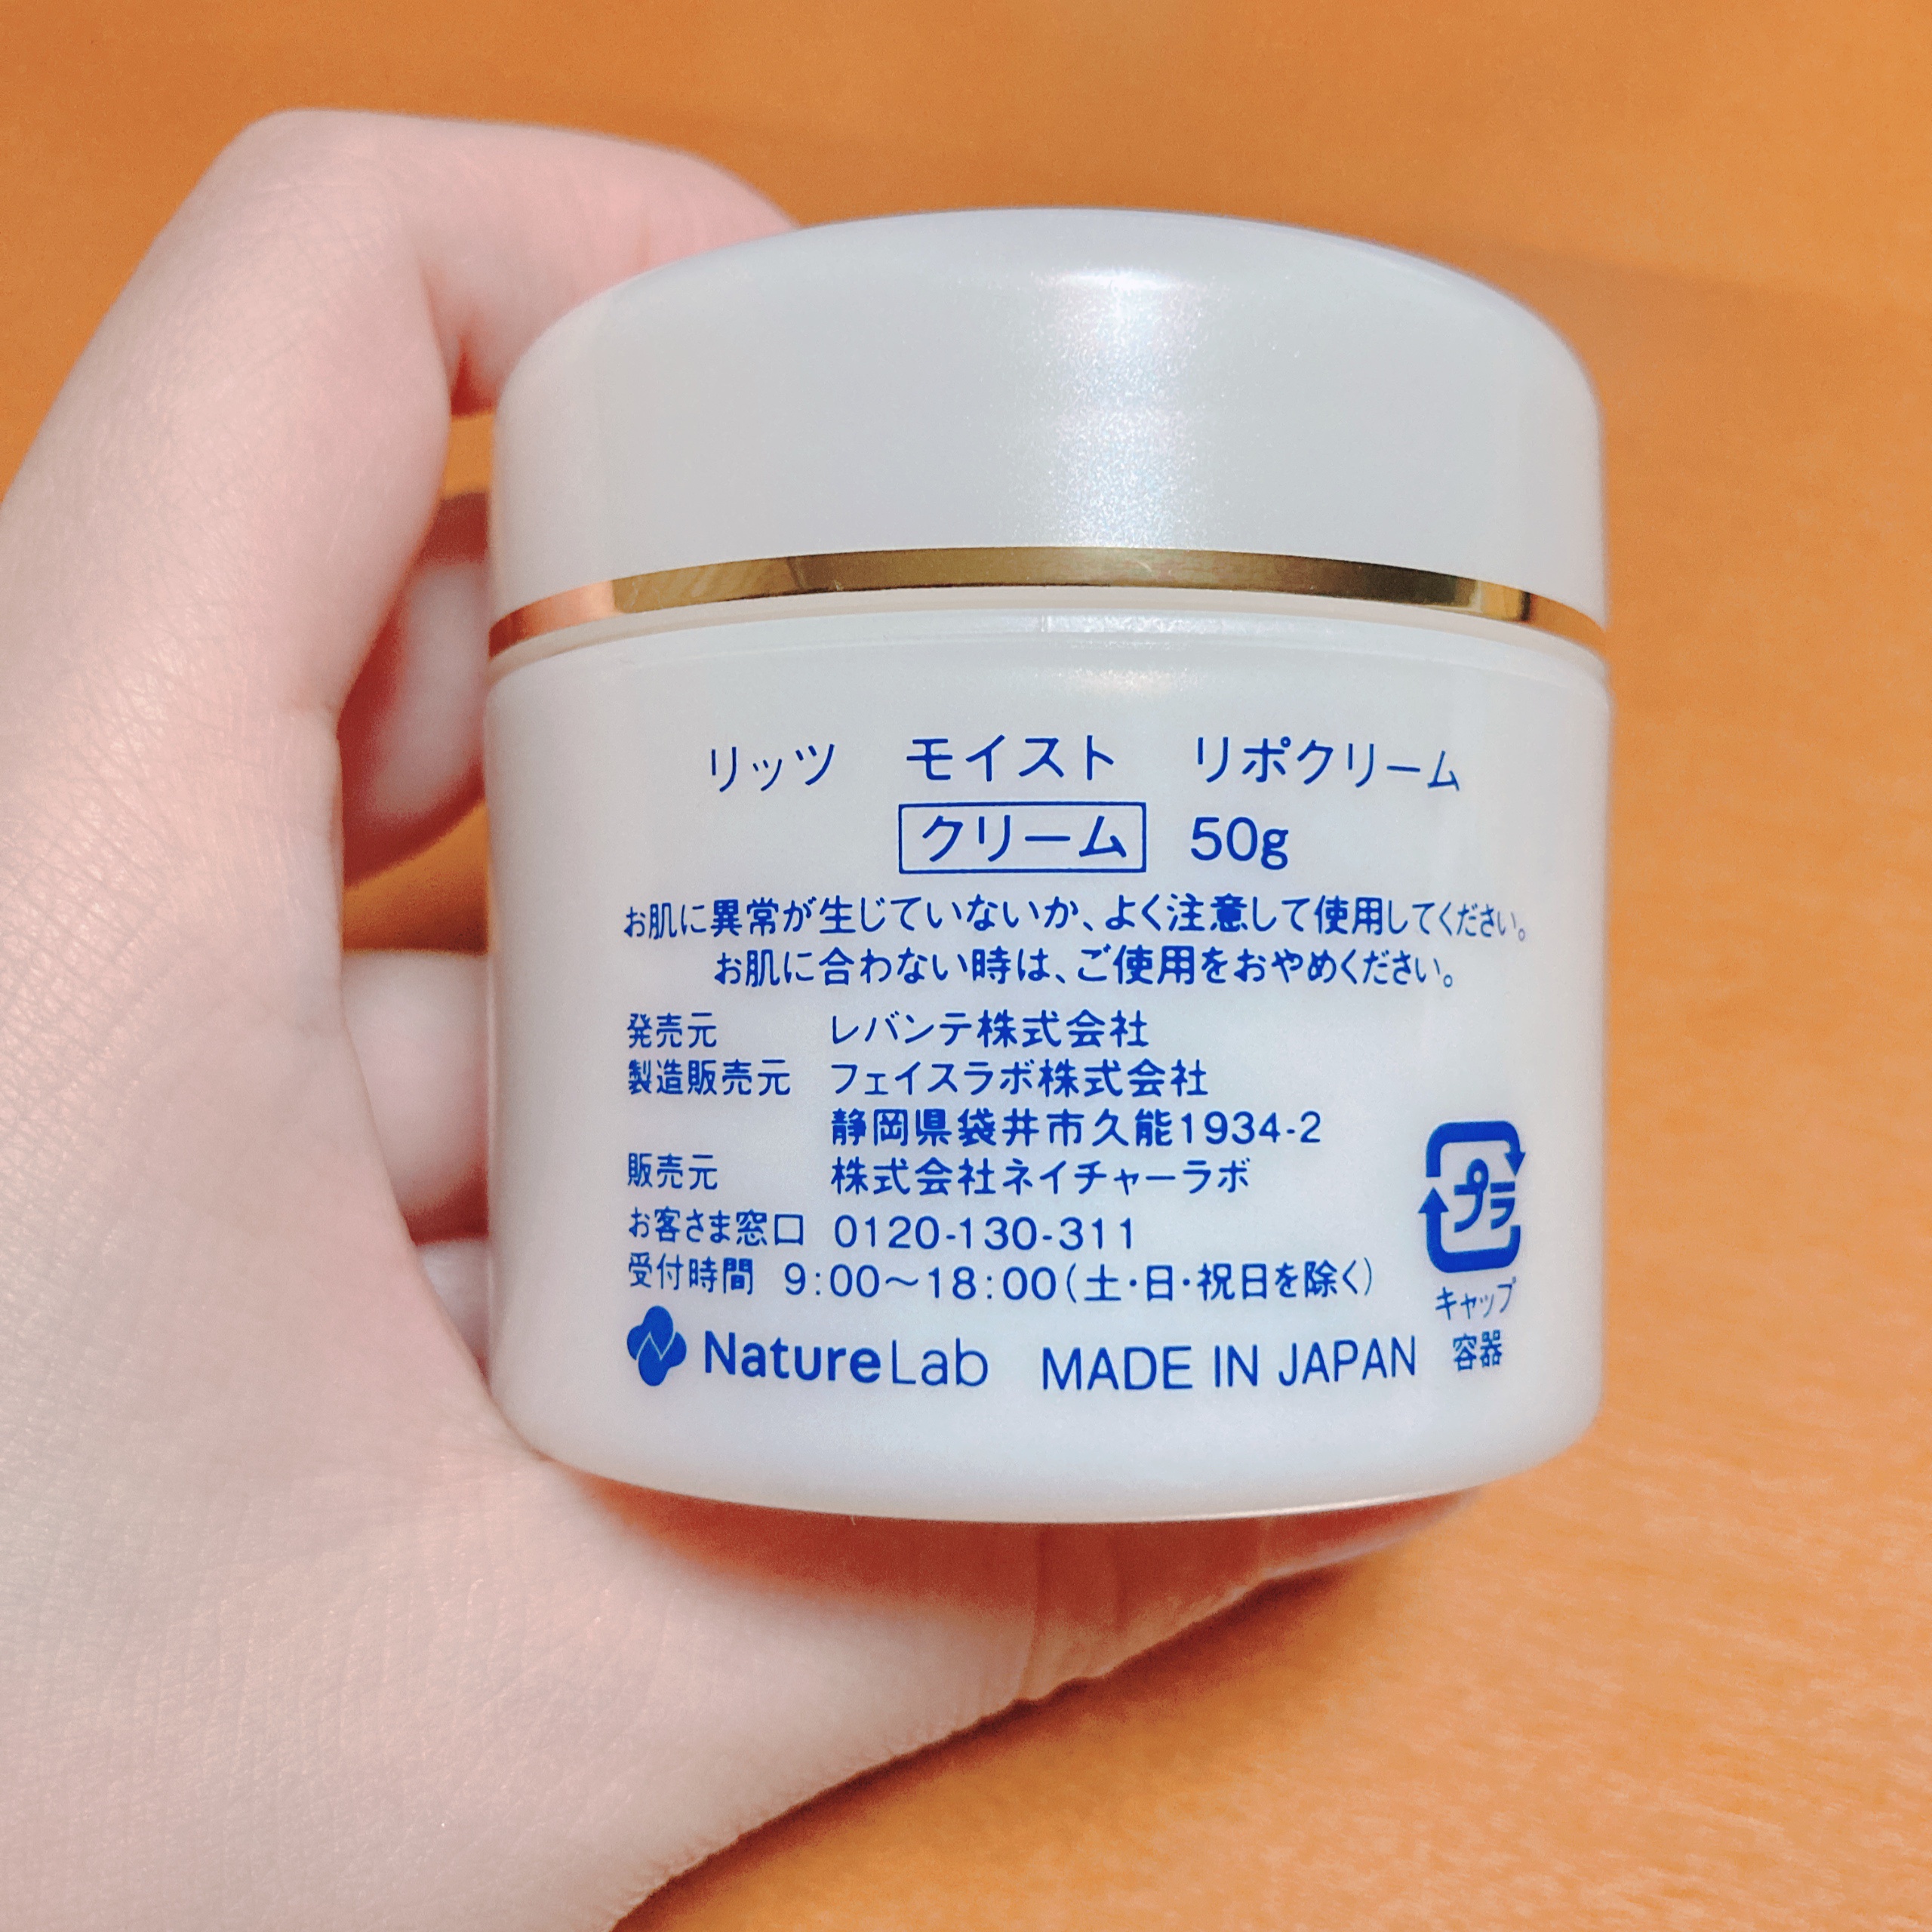 リッツ モイスト リポクリーム
クリーム 50g
お肌に異常が生じていないか、よく注意して使用してください。
お肌に合わない時は、ご使用をおやめください。
発売元 レバンテ株式会社
製造販売元 フェイスラボ株式会社
静岡県袋井市久能1934-2
販売元 株式会社ネイチャーラボ
お客さま窓口 0120-130-311
受付時間 9:00〜18:00(土・日・祝日を除く)
プラ
キャップ
容器
NatureLab MADE IN JAPAN